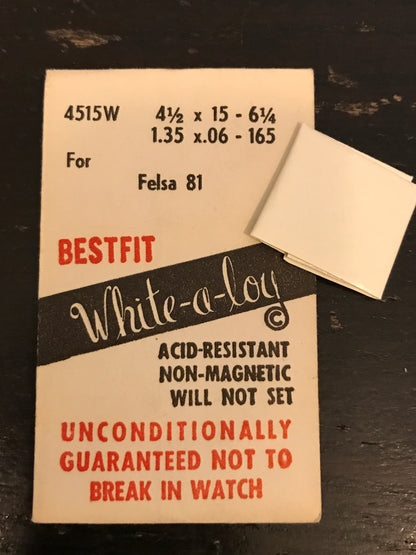 4515W 4½ x 15 - 6¼
1.35 x.06 - 165
For
Felsa 81
BESTFIT
White-a-loy
©
ACID-RESISTANT
NON-MAGNETIC
WILL NOT SET
UNCONDITIONALLY
GUARANTEED NOT TO
BREAK IN WATCH